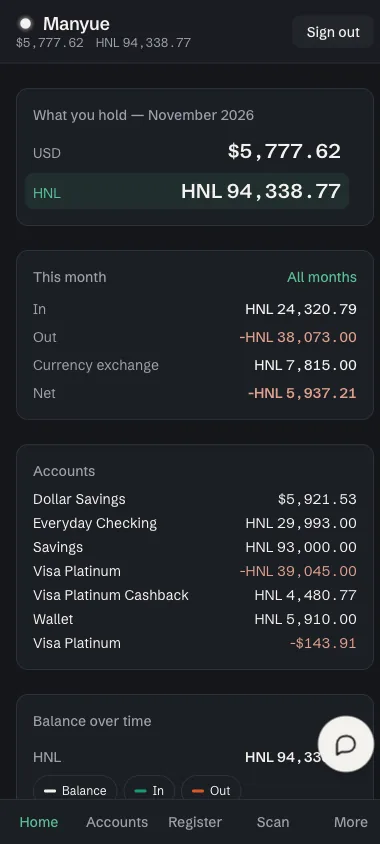 Manyue
$5,777.62 HNL 94,338.77
Sign out
What you hold — November 2026
USD $5,777.62
HNL HNL 94,338.77
This month All months
In HNL 24,320.79
Out -HNL 38,073.00
Currency exchange HNL 7,815.00
Net -HNL 5,937.21
Accounts
Dollar Savings $5,921.53
Everyday Checking HNL 29,993.00
Savings HNL 93,000.00
Visa Platinum -HNL 39,045.00
Visa Platinum Cashback HNL 4,480.77
Wallet HNL 5,910.00
Visa Platinum -$143.91
Balance over time
HNL HNL 94,33
Balance In Out
Home Accounts Register Scan More